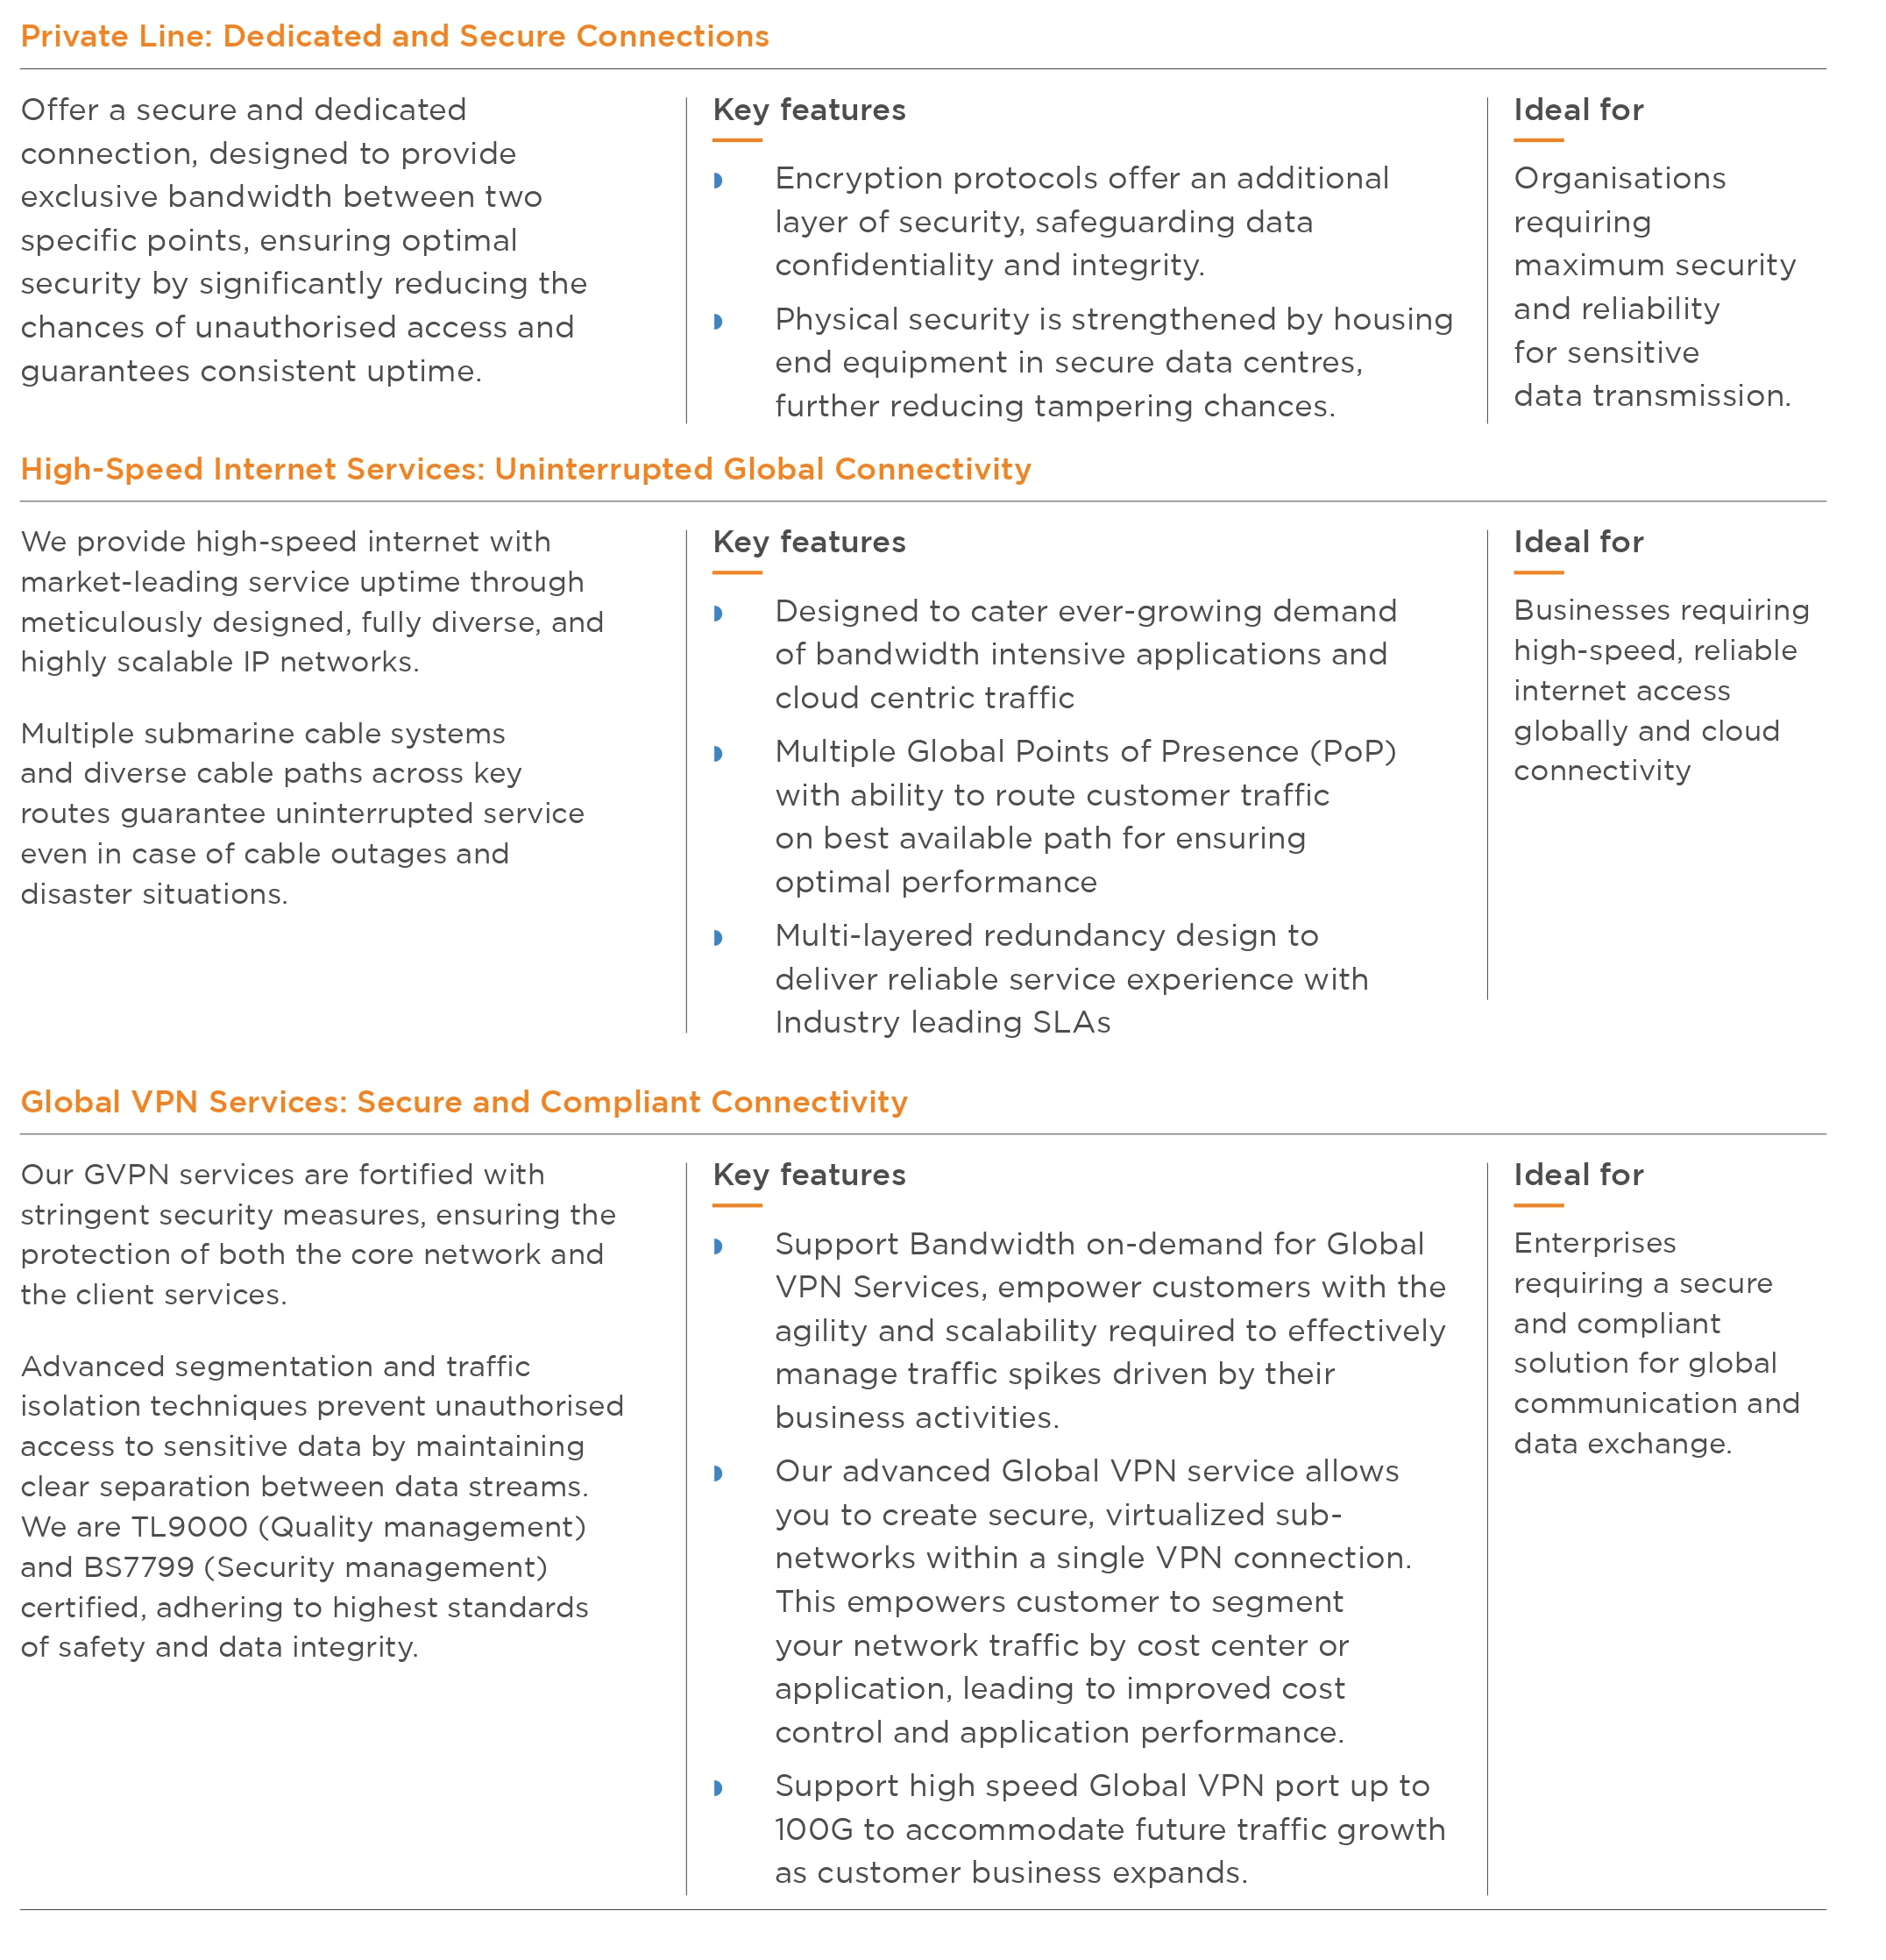 Private Line: Dedicated and Secure Connections
Offer a secure and dedicated
connection, designed to provide
exclusive bandwidth between two
specific points, ensuring optimal
security by significantly reducing the
chances of unauthorised access and
guarantees consistent uptime.
Key features
Encryption protocols offer an additional
layer of security, safeguarding data
confidentiality and integrity.
Physical security is strengthened by housing
end equipment in secure data centres,
further reducing tampering chances.
Ideal for
Organisations
requiring
maximum security
and reliability
for sensitive
data transmission.
High-Speed Internet Services: Uninterrupted Global Connectivity
We provide high-speed internet with
market-leading service uptime through
meticulously designed, fully diverse, and
highly scalable IP networks.
Multiple submarine cable systems
and diverse cable paths across key
routes guarantee uninterrupted service
even in case of cable outages and
disaster situations.
Key features
Designed to cater ever-growing demand
of bandwidth intensive applications and
cloud centric traffic
Multiple Global Points of Presence (PoP)
with ability to route customer traffic
on best available path for ensuring
optimal performance
Multi-layered redundancy design to
deliver reliable service experience with
Industry leading SLAs
Ideal for
Businesses requiring
high-speed, reliable
internet access
globally and cloud
connectivity
Global VPN Services: Secure and Compliant Connectivity
Our GVPN services are fortified with
stringent security measures, ensuring the
protection of both the core network and
the client services.
Advanced segmentation and traffic
isolation techniques prevent unauthorised
access to sensitive data by maintaining
clear separation between data streams.
We are TL9000 (Quality management)
and BS7799 (Security management)
certified, adhering to highest standards
of safety and data integrity.
Key features
Support Bandwidth on-demand for Global
VPN Services, empower customers with the
agility and scalability required to effectively
manage traffic spikes driven by their
business activities.
Our advanced Global VPN service allows
you to create secure, virtualized sub-
networks within a single VPN connection.
This empowers customer to segment
your network traffic by cost center or
application, leading to improved cost
control and application performance.
Support high speed Global VPN port up to
100G to accommodate future traffic growth
as customer business expands.
Ideal for
Enterprises
requiring a secure
and compliant
solution for global
communication and
data exchange.